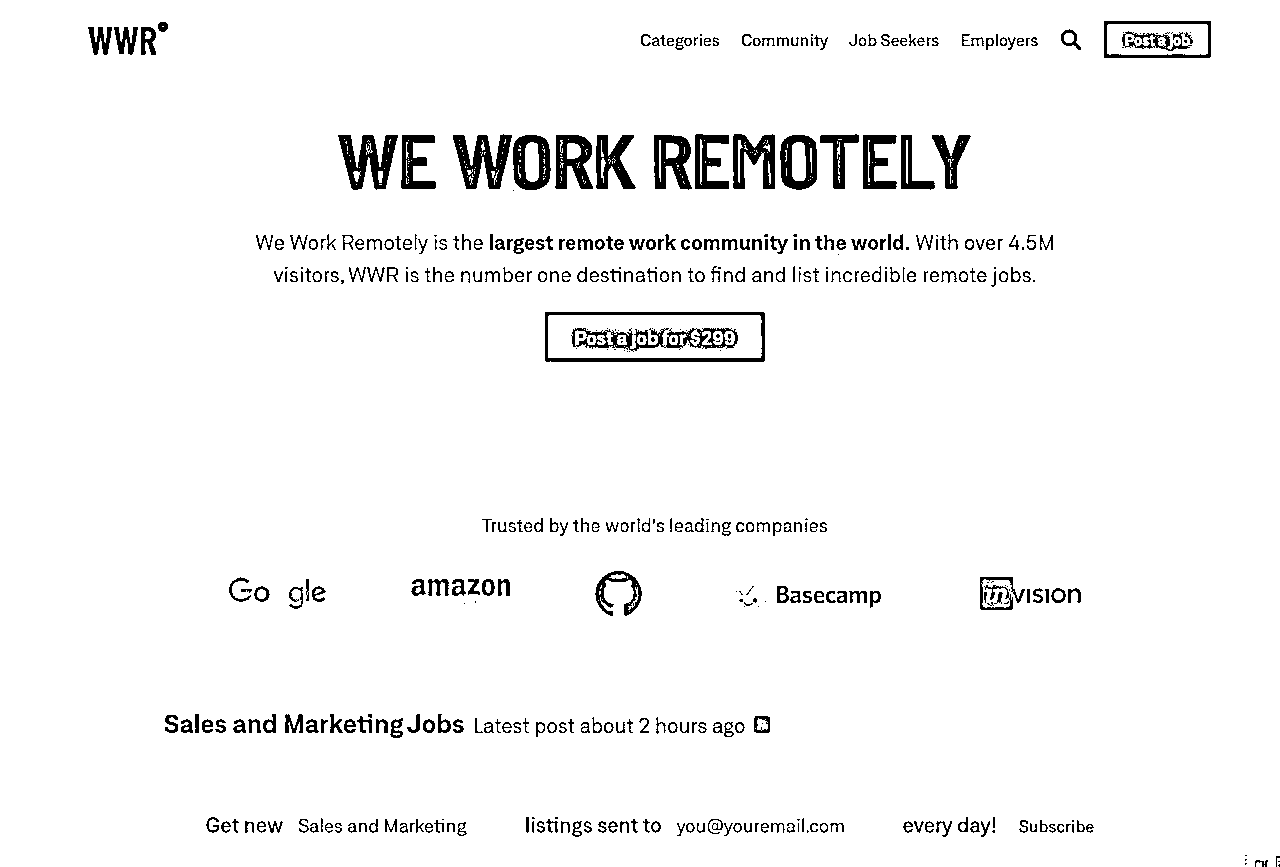 WWR
Categories Community Job Seekers Employers Post a job
WE WORK REMOTELY
We Work Remotely is the largest remote work community in the world. With over 4.5M
visitors, WWR is the number one destination to find and list incredible remote jobs.
Post a job for $299
Trusted by the world's leading companies
Go gle amazon Basecamp invision
Sales and Marketing Jobs Latest post about 2 hours ago
Get new Sales and Marketing listings sent to you@youremail.com every day! Subscribe